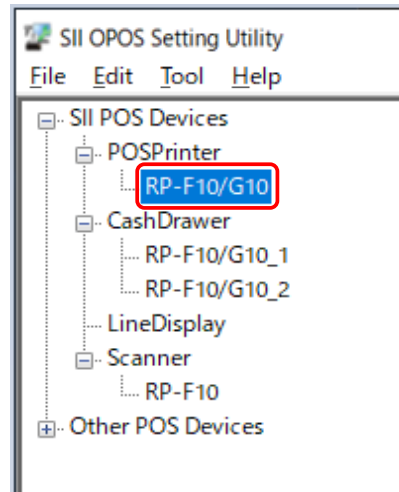 SII OPOS Setting Utility
File Edit Tool Help
SII POS Devices
POSPrinter
RP-F10/G10
CashDrawer
RP-F10/G10_1
RP-F10/G10_2
LineDisplay
Scanner
RP-F10
Other POS Devices